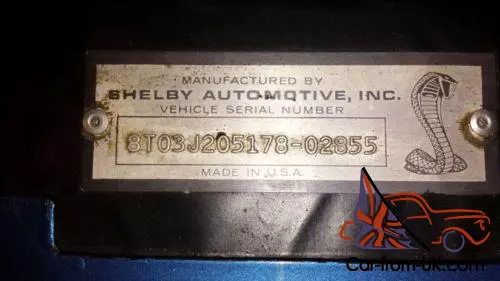 MANUFACTURED BY
SHELBY AUTOMOTIVE, INC.
VEHICLE SERIAL NUMBER
8T03J205178-02855
MADE IN U.S.A.
Car-from-uk.com